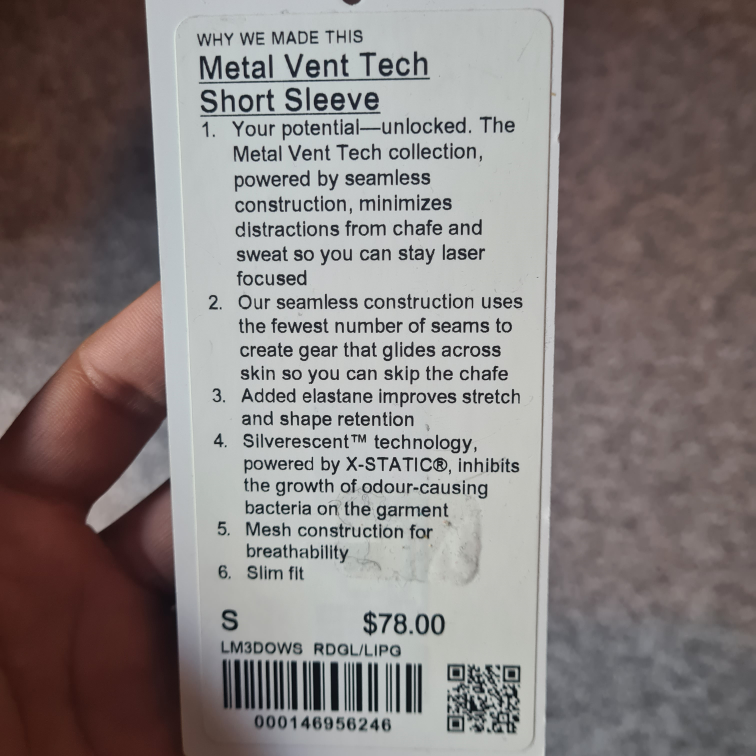 WHY WE MADE THIS
Metal Vent Tech
Short Sleeve
1. Your potential—unlocked. The
Metal Vent Tech collection,
powered by seamless
construction, minimizes
distractions from chafe and
sweat so you can stay laser
focused
2. Our seamless construction uses
the fewest number of seams to
create gear that glides across
skin so you can skip the chafe
3. Added elastane improves stretch
and shape retention
4. Silverescent™ technology,
powered by X-STATIC®, inhibits
the growth of odour-causing
bacteria on the garment
5. Mesh construction for
breathability
6. Slim fit
S $78.00
LM3DOWS RDGL/LIPG
000146956246